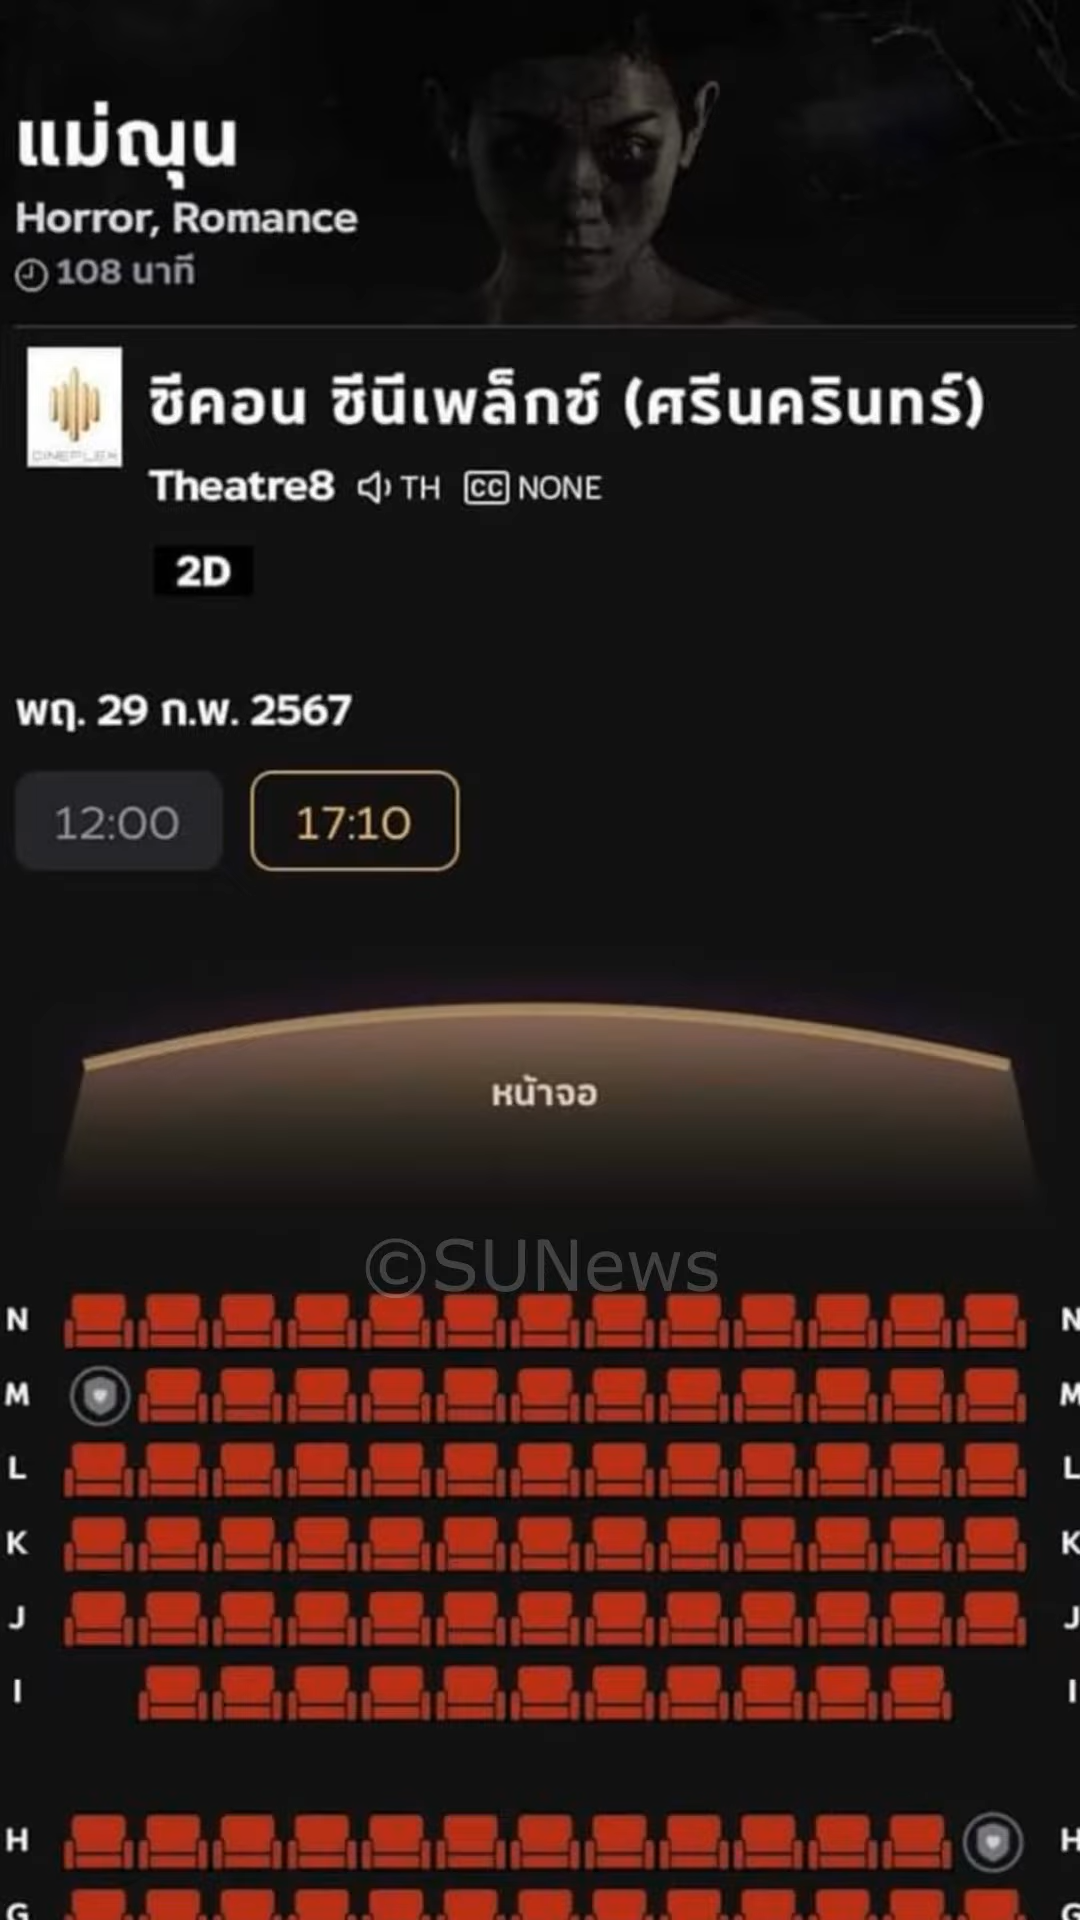 แม่ณุน
Horror, Romance
108 นาที
CINEPLEX
ซีคอน ซีนีเพล็กซ์ (ศรีนครินทร์)
Theatre8 TH CC NONE
2D
พฤ. 29 ก.พ. 2567
12:00 17:10
หน้าจอ
©SUNews
N N
M M
L L
K K
J J
I I
H H
G G